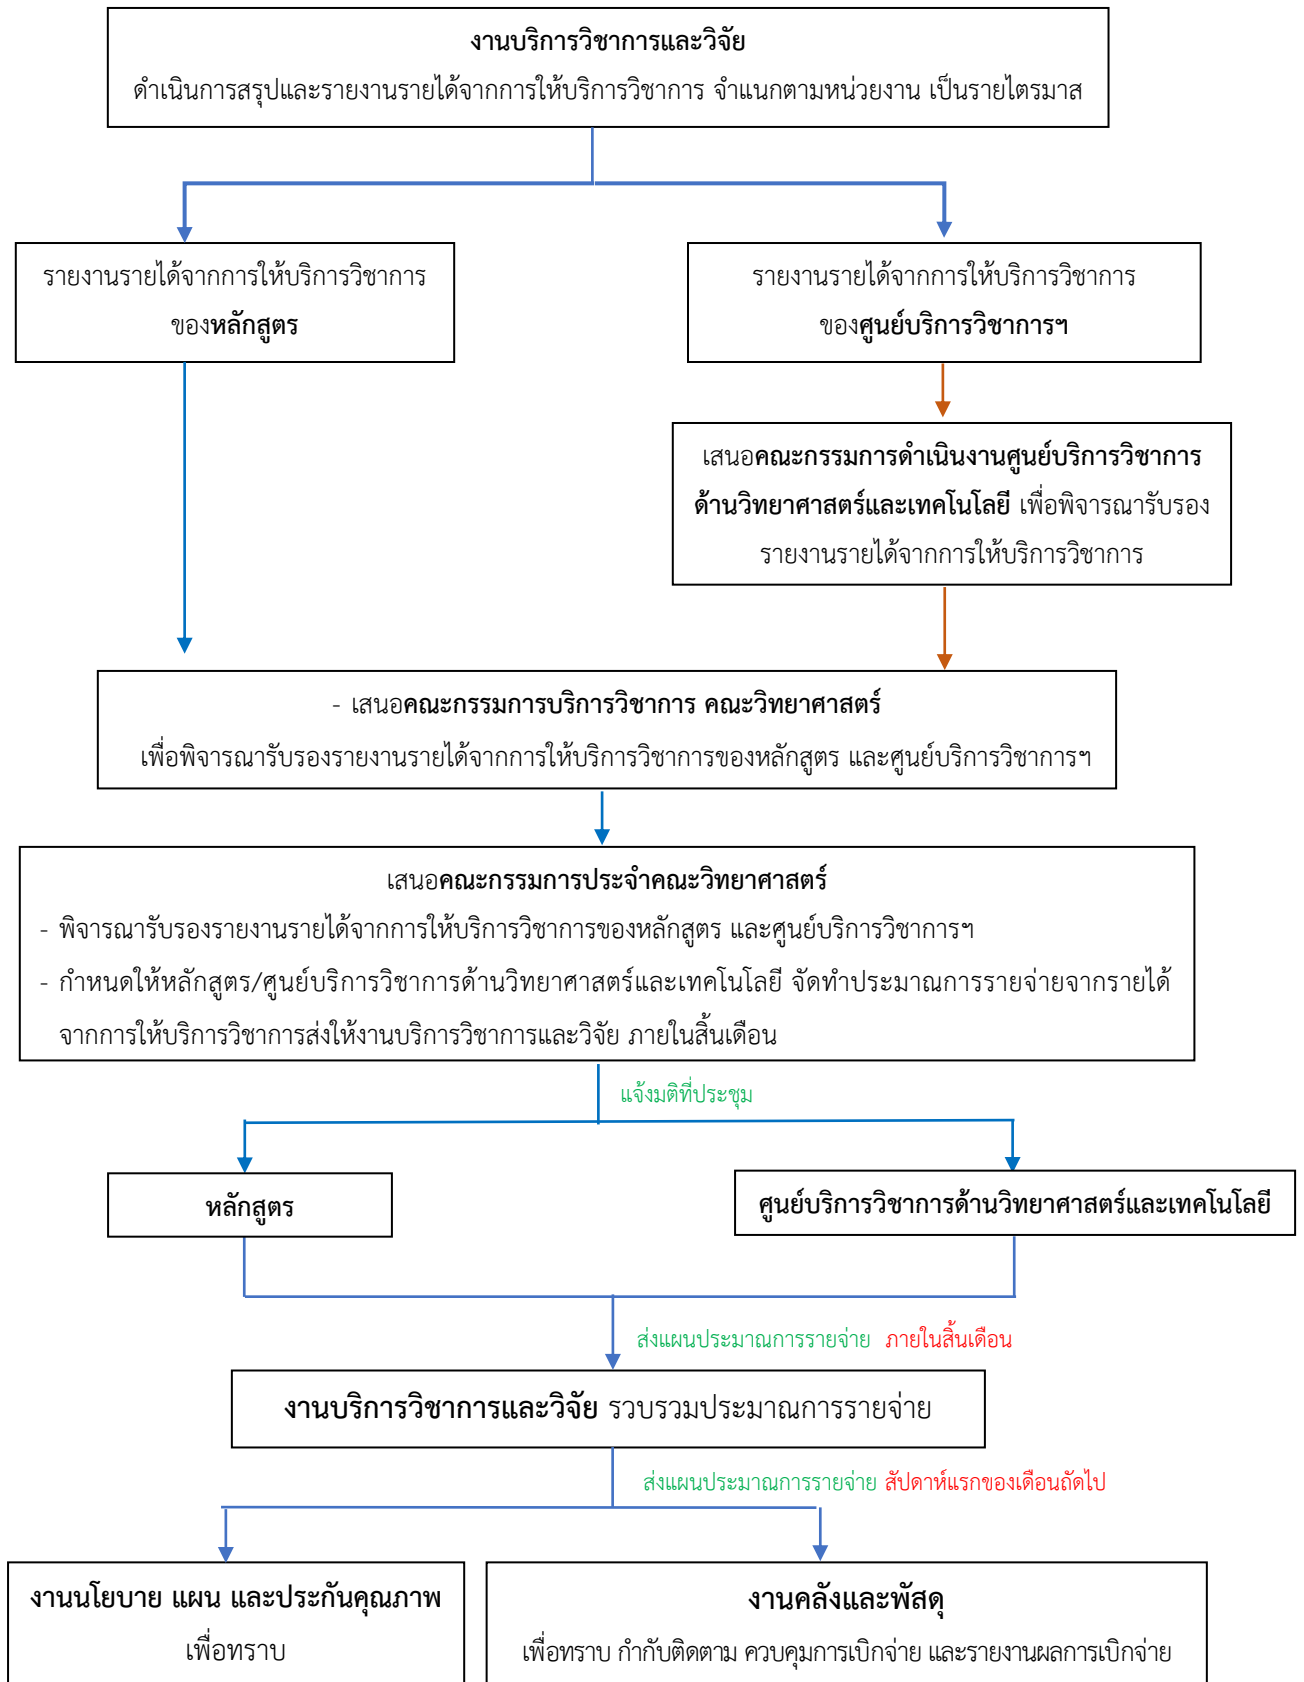 งานบริการวิชาการและวิจัย
ดำเนินการสรุปและรายงานรายได้จากการให้บริการวิชาการ จำแนกตามหน่วยงาน เป็นรายไตรมาส
รายงานรายได้จากการให้บริการวิชาการ
ของหลักสูตร
รายงานรายได้จากการให้บริการวิชาการ
ของศูนย์บริการวิชาการฯ
เสนอคณะกรรมการดำเนินงานศูนย์บริการวิชาการ
ด้านวิทยาศาสตร์และเทคโนโลยี เพื่อพิจารณารับรอง
รายงานรายได้จากการให้บริการวิชาการ
- เสนอคณะกรรมการบริการวิชาการ คณะวิทยาศาสตร์
เพื่อพิจารณารับรองรายงานรายได้จากการให้บริการวิชาการของหลักสูตร และศูนย์บริการวิชาการฯ
เสนอคณะกรรมการประจำคณะวิทยาศาสตร์
- พิจารณารับรองรายงานรายได้จากการให้บริการวิชาการของหลักสูตร และศูนย์บริการวิชาการฯ
- กำหนดให้หลักสูตร/ศูนย์บริการวิชาการด้านวิทยาศาสตร์และเทคโนโลยี จัดทำประมาณการรายจ่ายจากรายได้
จากการให้บริการวิชาการส่งให้งานบริการวิชาการและวิจัย ภายในสิ้นเดือน
แจ้งมติที่ประชุม
หลักสูตร
ศูนย์บริการวิชาการด้านวิทยาศาสตร์และเทคโนโลยี
ส่งแผนประมาณการรายจ่าย ภายในสิ้นเดือน
งานบริการวิชาการและวิจัย รวบรวมประมาณการรายจ่าย
ส่งแผนประมาณการรายจ่าย สัปดาห์แรกของเดือนถัดไป
งานนโยบาย แผน และประกันคุณภาพ
เพื่อทราบ
งานคลังและพัสดุ
เพื่อทราบ กำกับติดตาม ควบคุมการเบิกจ่าย และรายงานผลการเบิกจ่าย